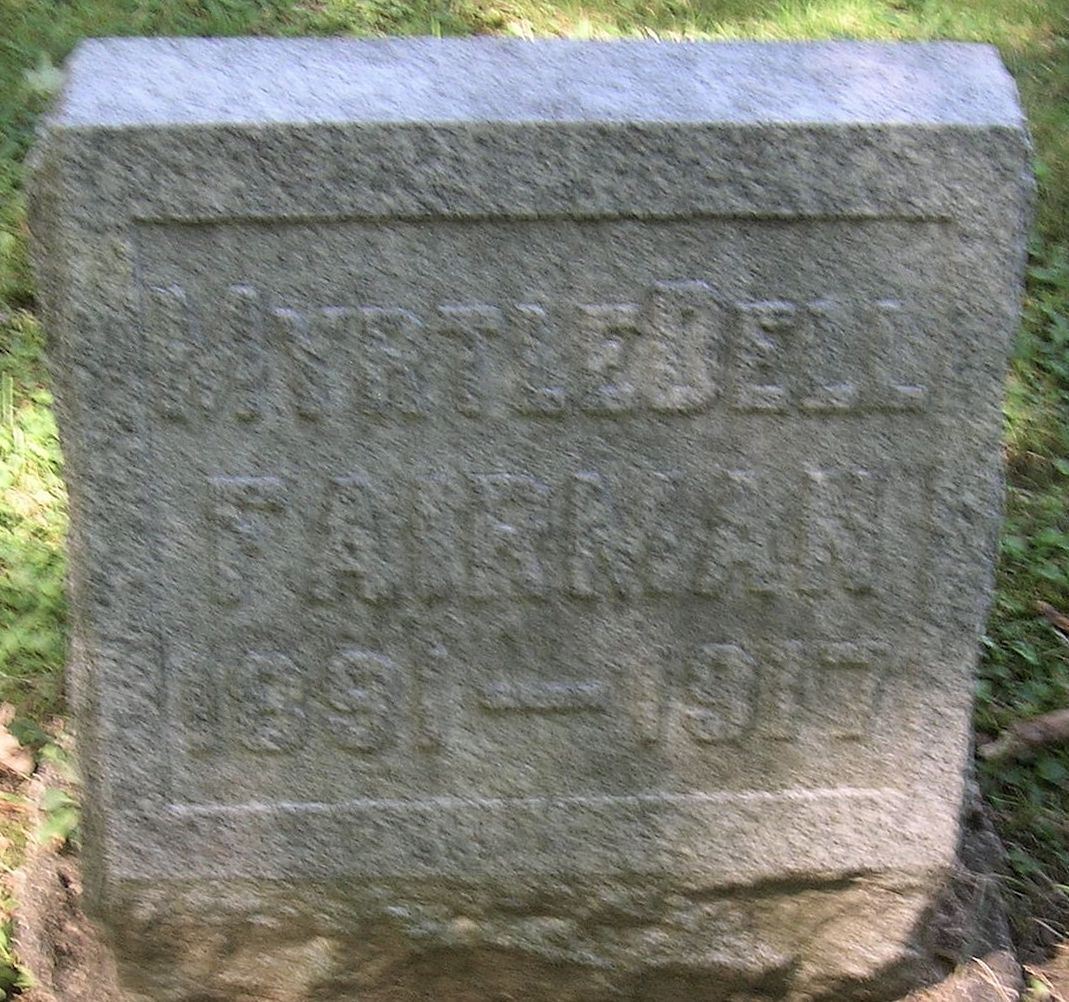 MYRTLE BELL
FAIRMAN
1891 — 1917